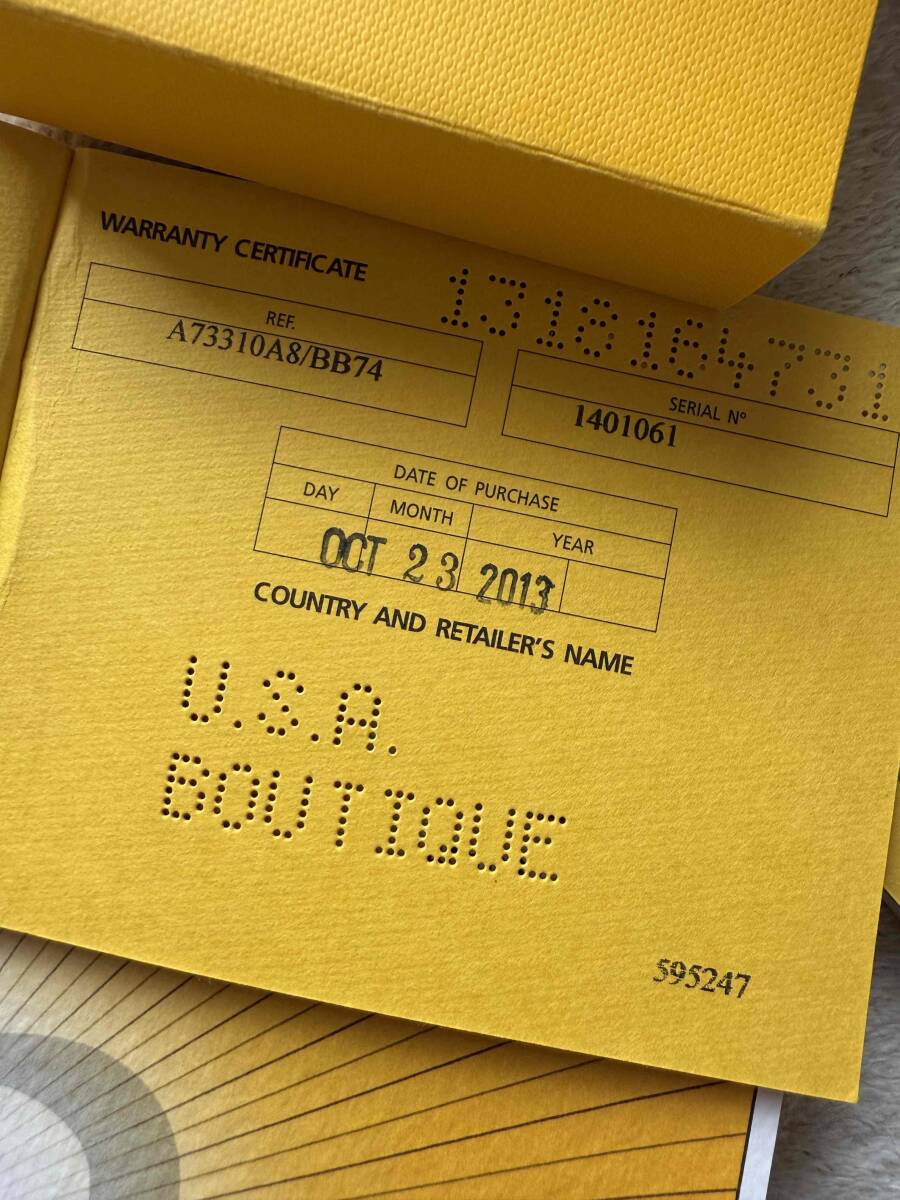 WARRANTY CERTIFICATE
1318164731
REF.
A73310A8/BB74
SERIAL Nº
1401061
DATE OF PURCHASE
DAY MONTH YEAR
OCT 23 2013
COUNTRY AND RETAILER'S NAME
U.S.A.
BOUTIQUE
595247